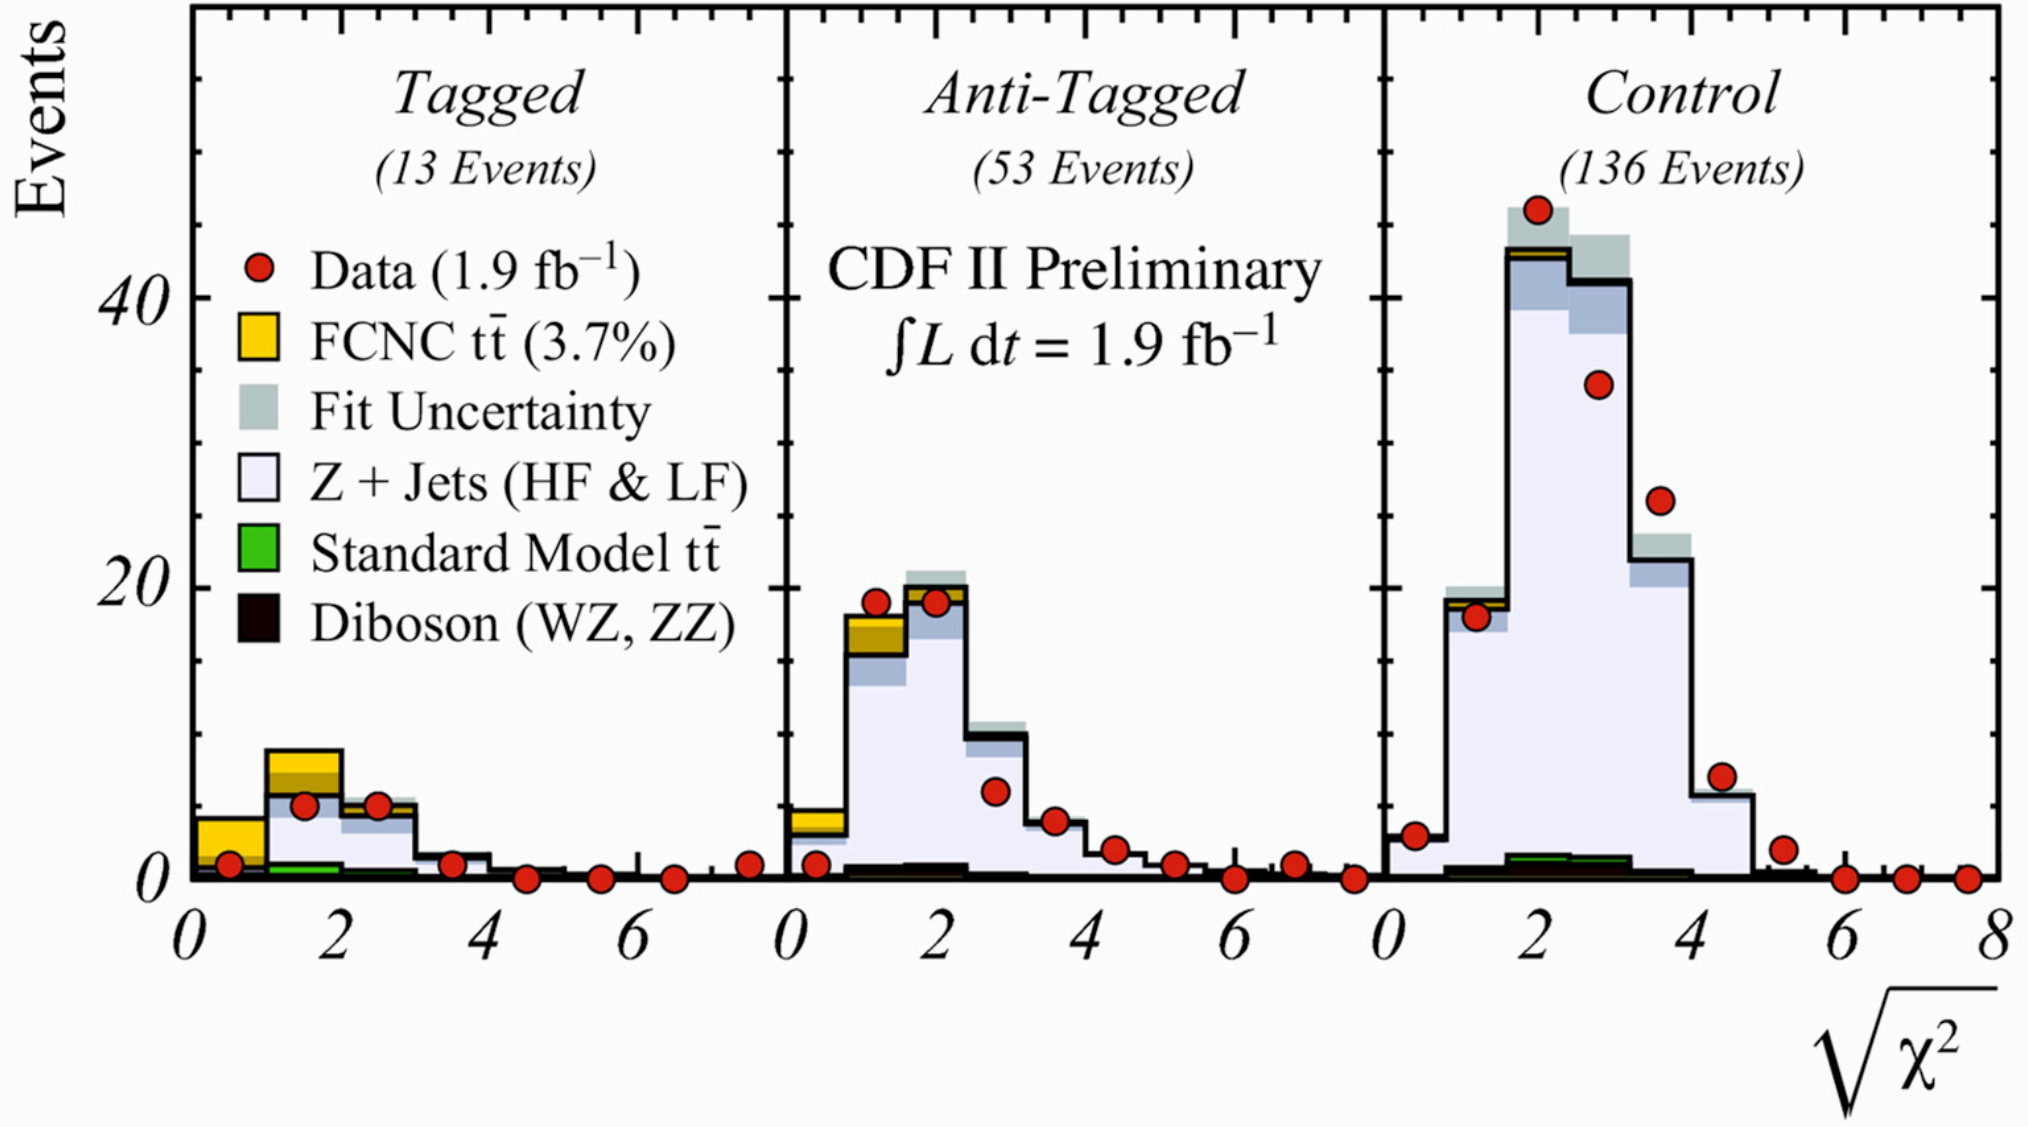 Events
Tagged
(13 Events)
Anti-Tagged
(53 Events)
Control
(136 Events)
Data (1.9 fb⁻¹)
FCNC tt̄ (3.7%)
Fit Uncertainty
Z + Jets (HF & LF)
Standard Model tt̄
Diboson (WZ, ZZ)
CDF II Preliminary
∫L dt = 1.9 fb⁻¹
40
20
0
0 2 4 6 0 2 4 6 0 2 4 6 8
√χ²